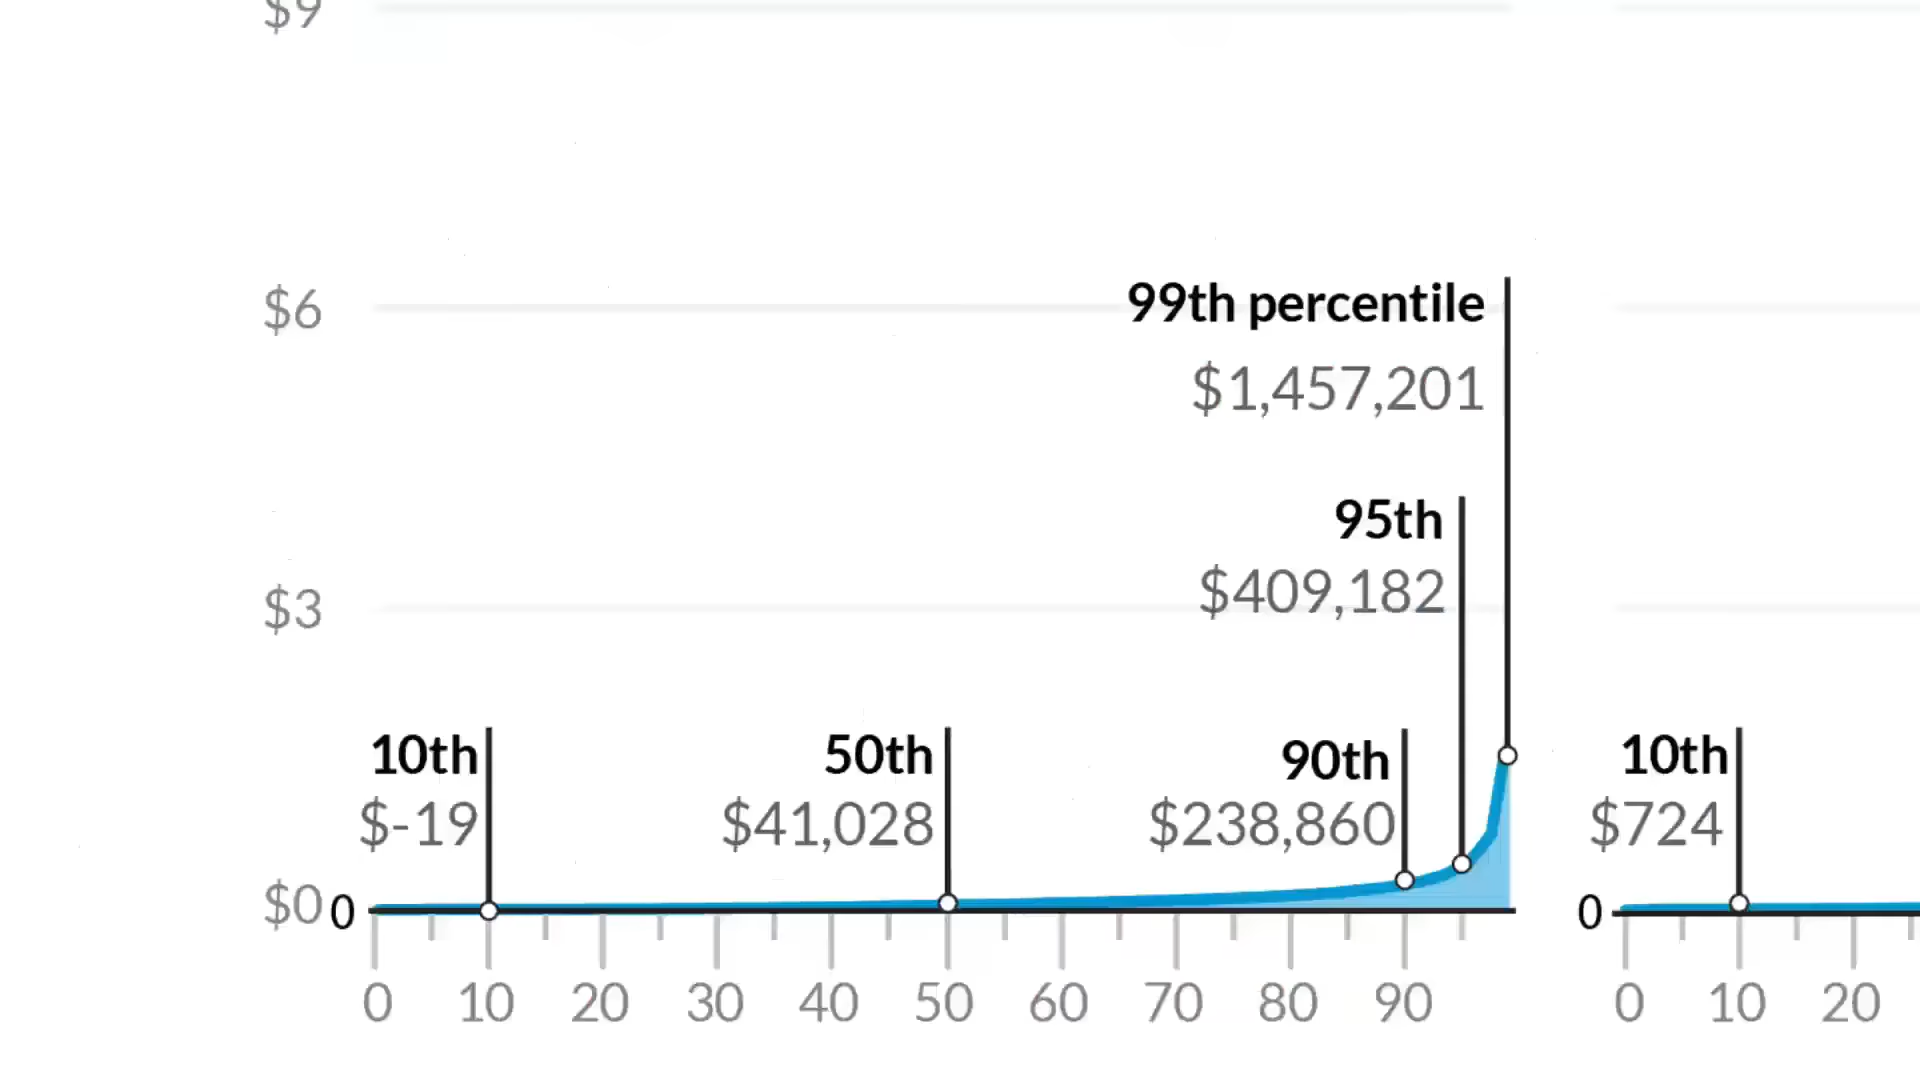 $9
$6
99th percentile
$1,457,201
95th
$409,182
$3
10th
$-19
50th
$41,028
90th
$238,860
10th
$724
$0
0
0
0 10 20 30 40 50 60 70 80 90
0 10 20